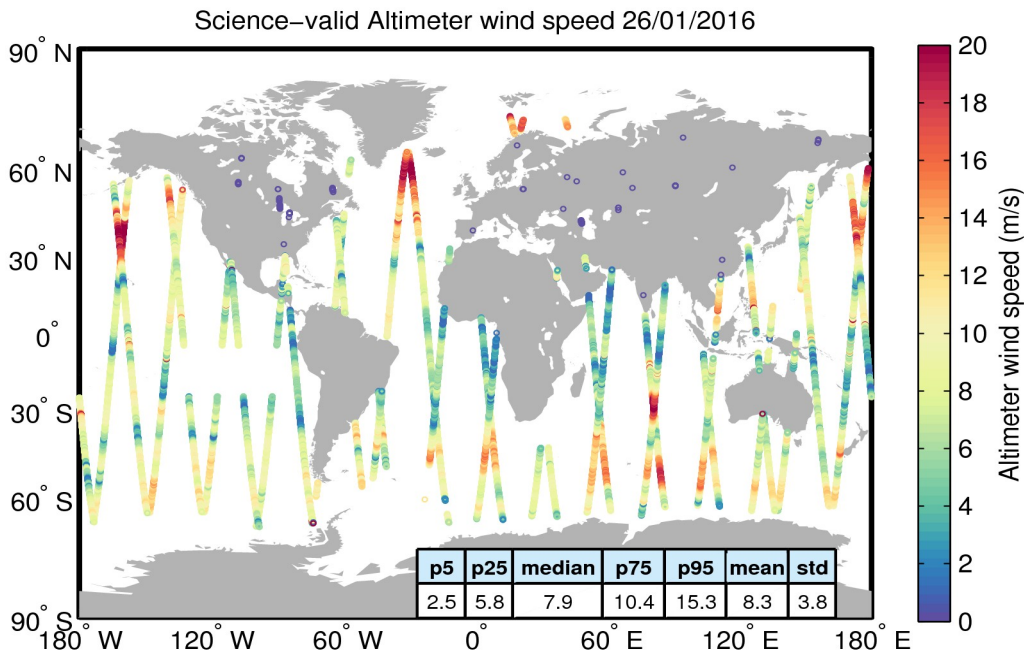 Science−valid Altimeter wind speed 26/01/2016
90° N
60° N
30° N
0°
30° S
60° S
90° S
180° W
120° W
60° W
0°
60° E
120° E
180° E
p5 p25 median p75 p95 mean std
2.5 5.8 7.9 10.4 15.3 8.3 3.8
20
18
16
14
12
10
8
6
4
2
0
Altimeter wind speed (m/s)